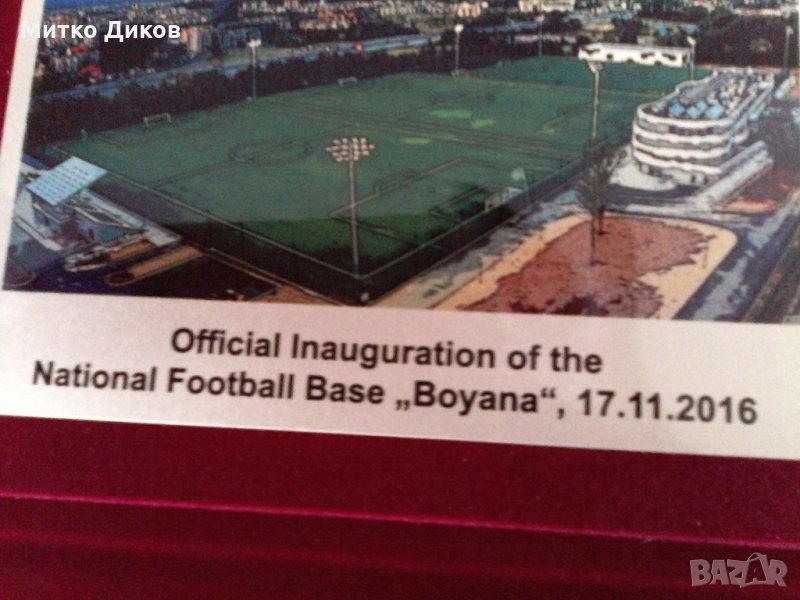 Митко Диков
Official Inauguration of the
National Football Base „Boyana“, 17.11.2016
BAZAR